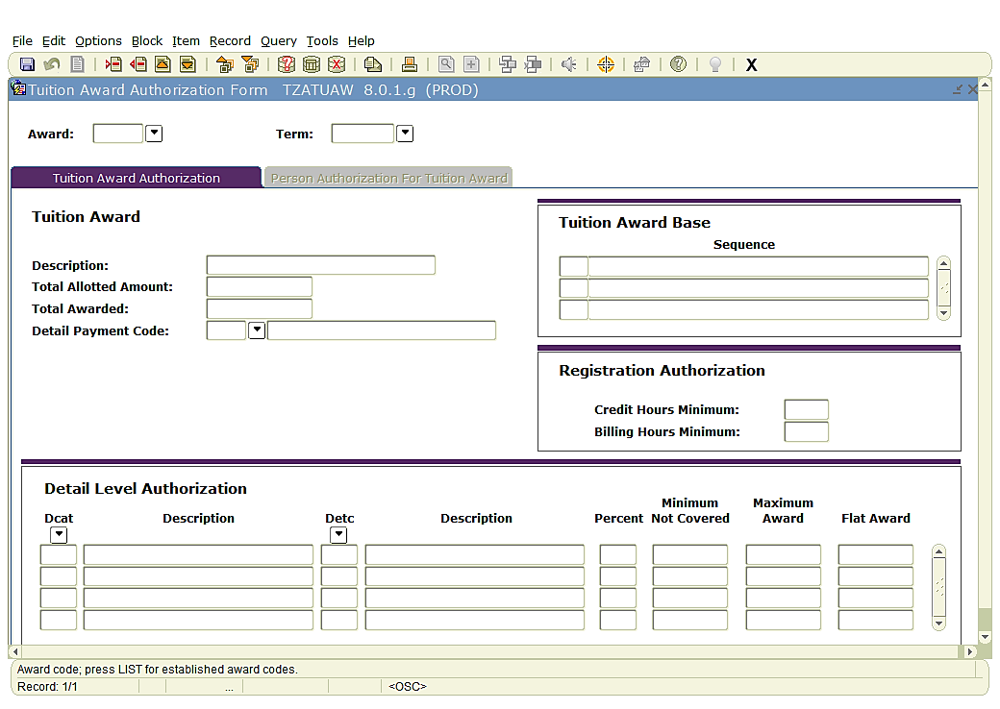 File Edit Options Block Item Record Query Tools Help
X
Tuition Award Authorization Form TZATUAW 8.0.1.g (PROD)
Award: Term:
Tuition Award Authorization Person Authorization For Tuition Award
Tuition Award
Description:
Total Allotted Amount:
Total Awarded:
Detail Payment Code:
Tuition Award Base
Sequence
Registration Authorization
Credit Hours Minimum:
Billing Hours Minimum:
Detail Level Authorization
Minimum Maximum
Dcat Description Detc Description Percent Not Covered Award Flat Award
Award code; press LIST for established award codes.
Record: 1/1 ... <OSC>